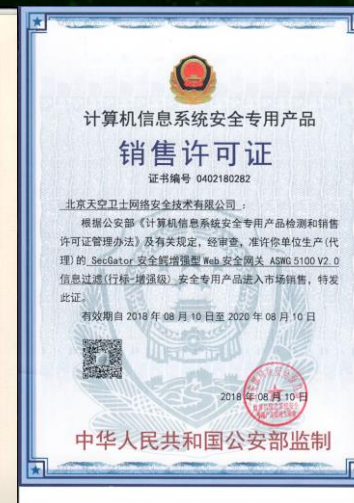 计算机信息系统安全专用产品
销售许可证
证书编号 0402180282
北京天空卫士网络安全技术有限公司 :
根据公安部《计算机信息系统安全专用产品检测和销售
许可证管理办法》及有关规定，经审查，准许你单位生产(代
理)的 SecGator 安全鳄增强型 Web 安全网关 ASWG 5100 V2.0
信息过滤(行标-增强级) 安全专用产品进入市场销售，特发
此证。
有效期自 2018 年 08 月 10 日至 2020 年 08 月 10 日
2018 年 08 月 10 日
中华人民共和国公安部监制